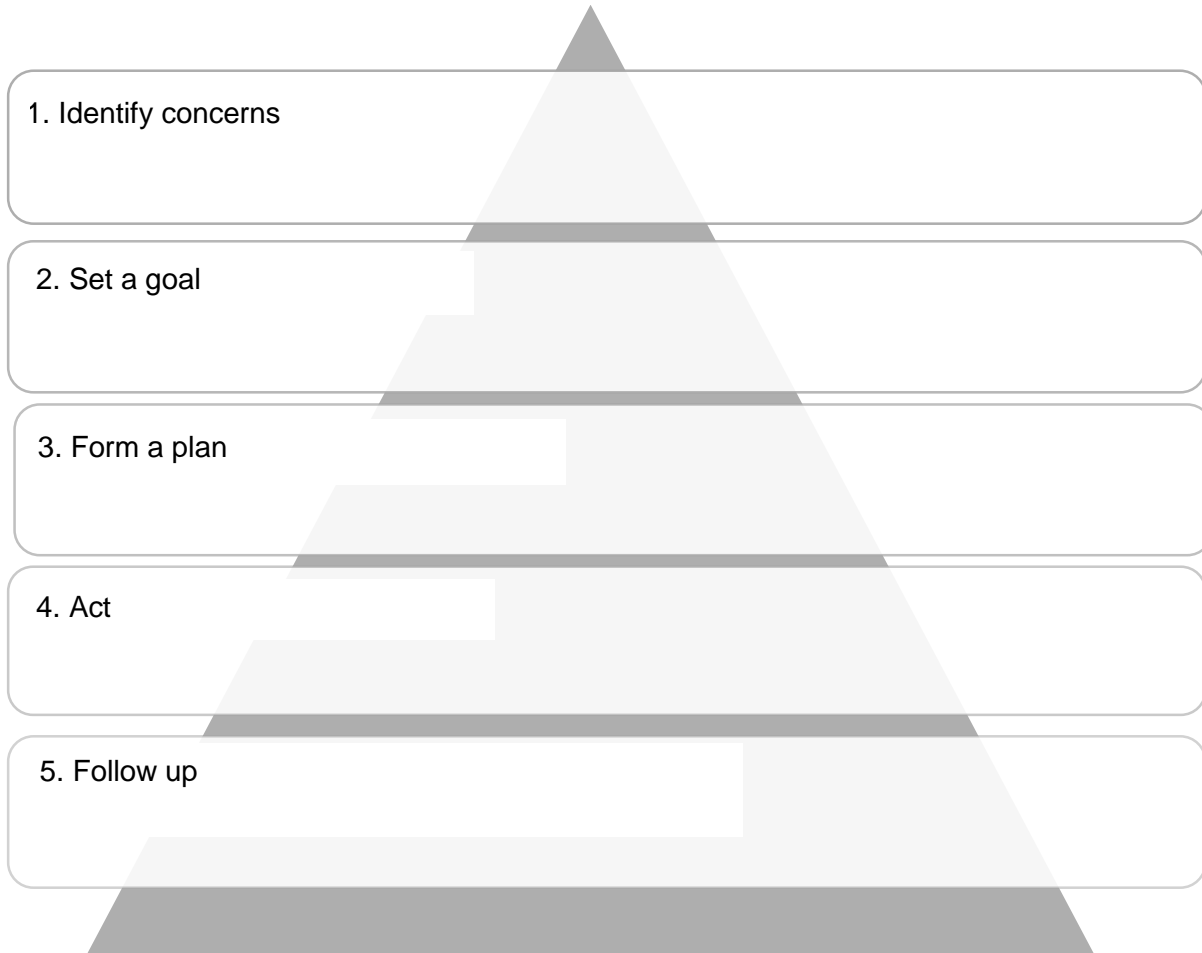 1. Identify concerns
2. Set a goal
3. Form a plan
4. Act
5. Follow up